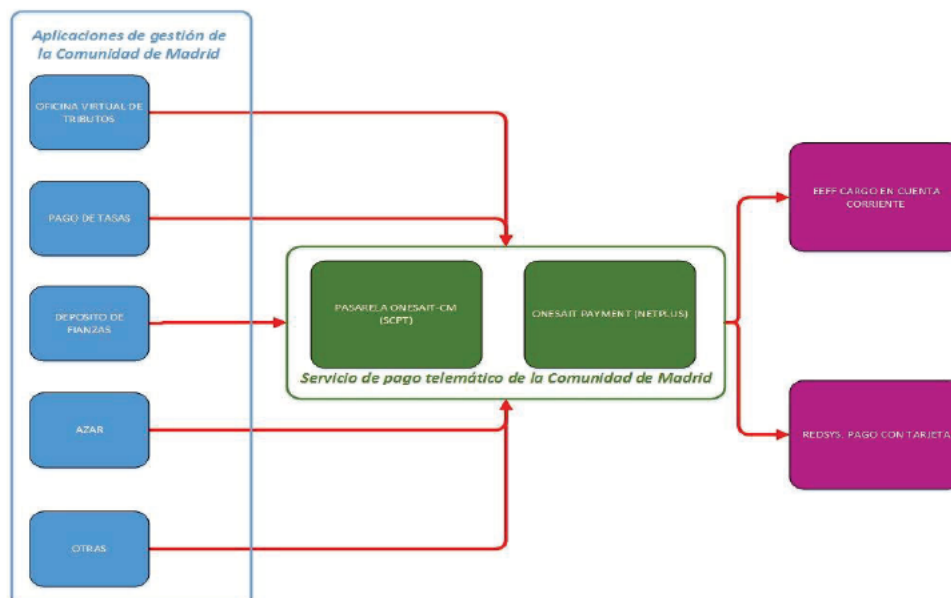 Aplicaciones de gestión de
la Comunidad de Madrid
OFICINA VIRTUAL DE
TRIBUTOS
PAGO DE TASAS
DEPOSITO DE
FIANZAS
AZAR
OTRAS
PASARELA ONESAIT-CM
(SCPT)
ONESAIT PAYMENT (NETPLUS)
Servicio de pago telemático de la Comunidad de Madrid
EEFF CARGO EN CUENTA
CORRIENTE
REDSYS. PAGO CON TARJETA